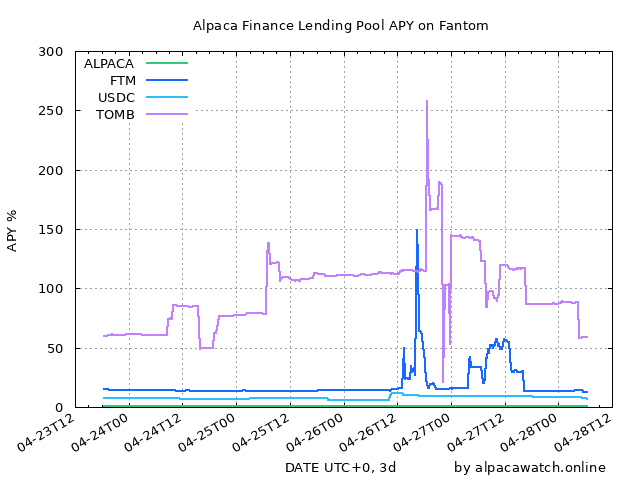 Alpaca Finance Lending Pool APY on Fantom
300
250
200
150
100
50
0
APY %
ALPACA
FTM
USDC
TOMB
04-23T12
04-24T00
04-24T12
04-25T00
04-25T12
04-26T00
04-26T12
04-27T00
04-27T12
04-28T00
04-28T12
DATE UTC+0, 3d
by alpacawatch.online